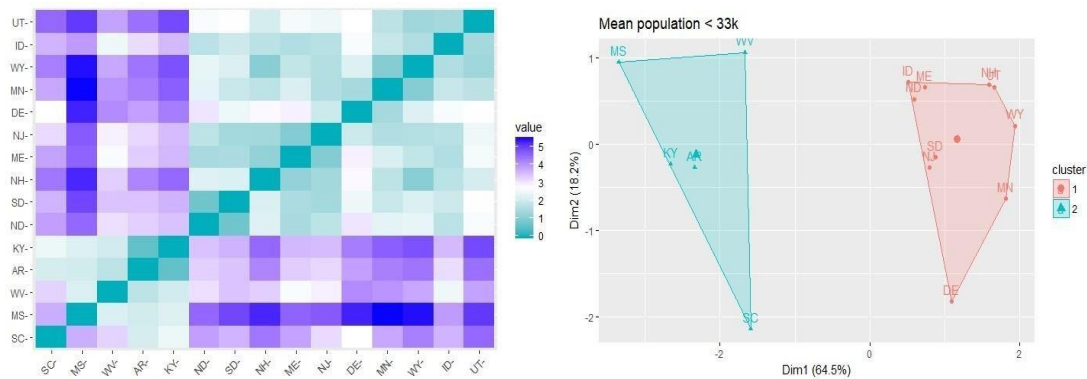 UT-
ID-
WY-
MN-
DE-
NJ-
ME-
NH-
SD-
ND-
KY-
AR-
WV-
MS-
SC-
SC-
MS-
WV-
AR-
KY-
ND-
SD-
NH-
ME-
NJ-
DE-
MN-
WY-
ID-
UT-
value
5
4
3
2
1
0
Mean population < 33k
MS
WV
KY
AR
SC
ID
ME
ND
NH
UT
WY
SD
NJ
MN
DE
1
0
-1
-2
Dim2 (18.2%)
-2
0
2
Dim1 (64.5%)
cluster
1
2